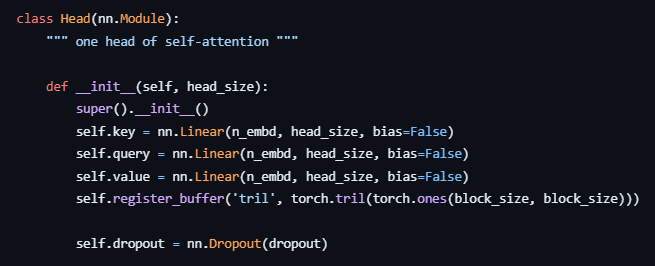 class Head(nn.Module):
    """ one head of self-attention """

    def __init__(self, head_size):
        super().__init__()
        self.key = nn.Linear(n_embd, head_size, bias=False)
        self.query = nn.Linear(n_embd, head_size, bias=False)
        self.value = nn.Linear(n_embd, head_size, bias=False)
        self.register_buffer('tril', torch.tril(torch.ones(block_size, block_size)))

        self.dropout = nn.Dropout(dropout)